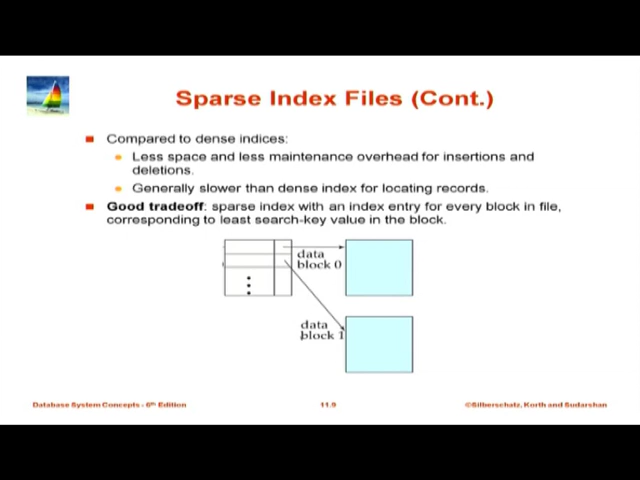 Sparse Index Files (Cont.)
Compared to dense indices:
Less space and less maintenance overhead for insertions and
deletions.
Generally slower than dense index for locating records.
Good tradeoff: sparse index with an index entry for every block in file,
corresponding to least search-key value in the block.
data
block 0
data
block 1
Database System Concepts - 6th Edition
11.9
©Silberschatz, Korth and Sudarshan